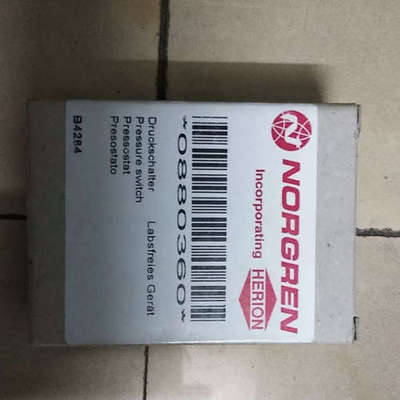 NORGREN
Incorporating HERION
*0880360*
Druckschalter Labsfreies Gerät
Pressure switch
Pressostat
Presostato
B4284